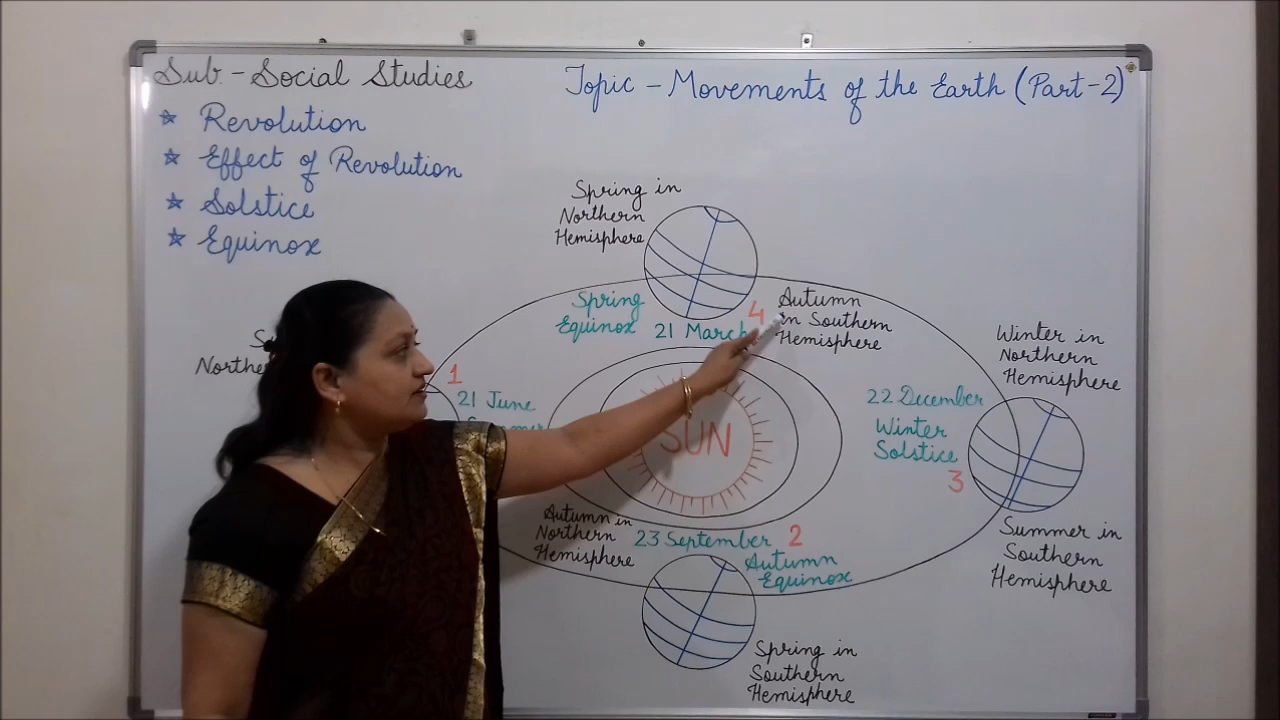 Sub. - Social Studies
Topic - Movements of the Earth (Part-2)
* Revolution
* Effect of Revolution
* Solstice
* Equinox
Spring in
Northern
Hemisphere
Spring
Equinox
21 March
4
Autumn
in Southern
Hemisphere
Winter in
Northern
Hemisphere
22 December
Winter
Solstice
3
Summer in
Southern
Hemisphere
1
21 June
SUN
Autumn in
Northern
Hemisphere
23 September
2
Autumn
Equinox
Spring in
Southern
Hemisphere